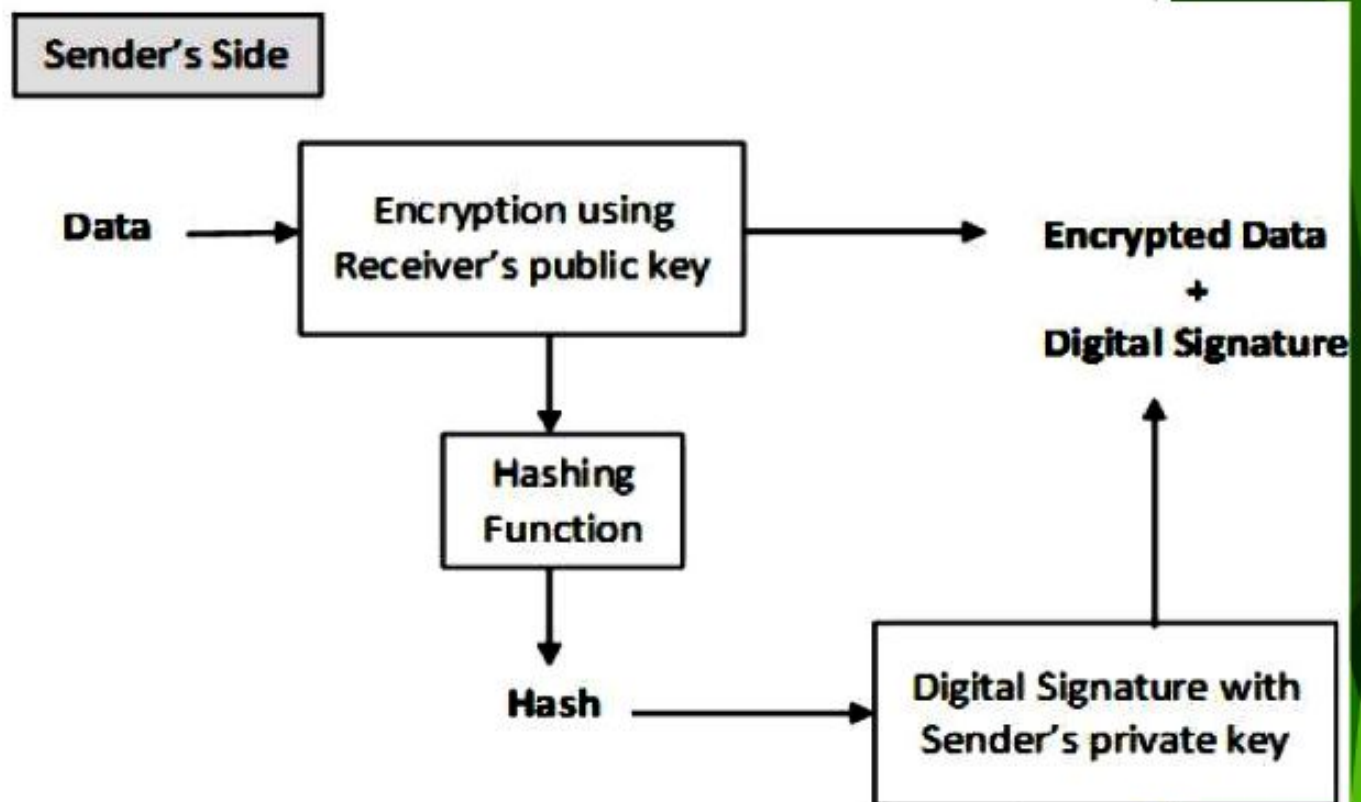 Sender's Side
Data
Encryption using
Receiver's public key
Encrypted Data
+
Digital Signature
Hashing
Function
Hash
Digital Signature with
Sender's private key